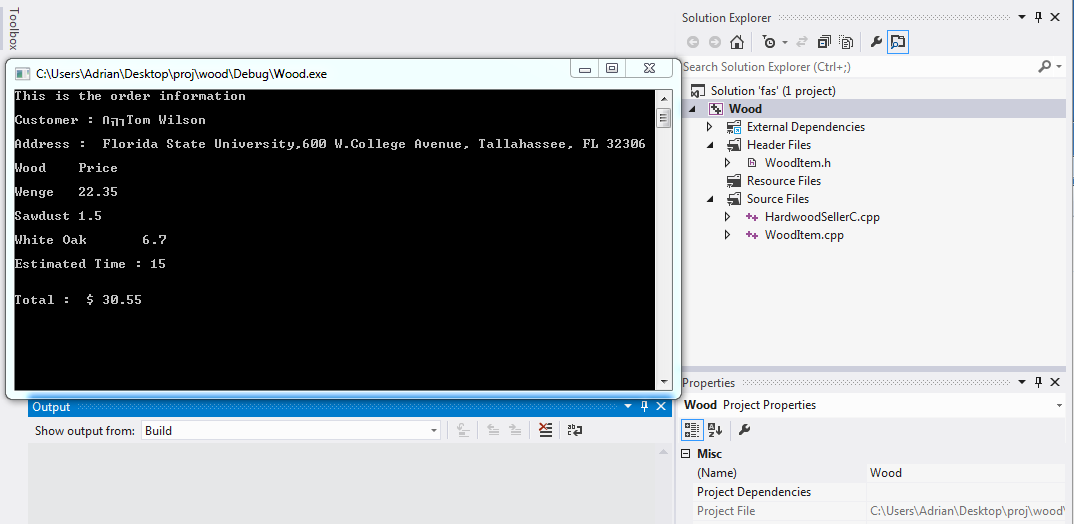 Toolbox
C:\Users\Adrian\Desktop\proj\wood\Debug\Wood.exe
This is the order information
Customer : Tom Wilson
Address :  Florida State University,600 W.College Avenue, Tallahassee, FL 32306
Wood    Price
Wenge   22.35
Sawdust 1.5
White Oak       6.7
Estimated Time : 15
Total :  $ 30.55
Output
Show output from: Build
Solution Explorer
Search Solution Explorer (Ctrl+;)
Solution 'fas' (1 project)
Wood
External Dependencies
Header Files
WoodItem.h
Resource Files
Source Files
HardwoodSellerC.cpp
WoodItem.cpp
Properties
Wood Project Properties
Misc
(Name) Wood
Project Dependencies
Project File C:\Users\Adrian\Desktop\proj\wood\